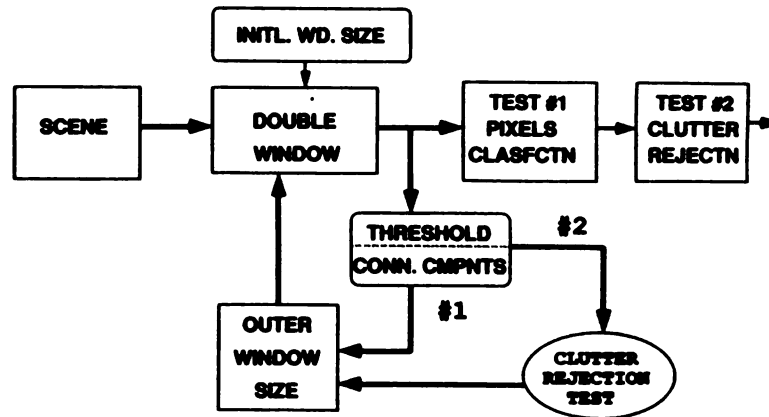 INITL. WD. SIZE
SCENE
DOUBLE
WINDOW
TEST #1
PIXELS
CLASFCTN
TEST #2
CLUTTER
REJECTN
THRESHOLD
CONN. CMPNTS
#2
#1
OUTER
WINDOW
SIZE
CLUTTER
REJECTION
TEST